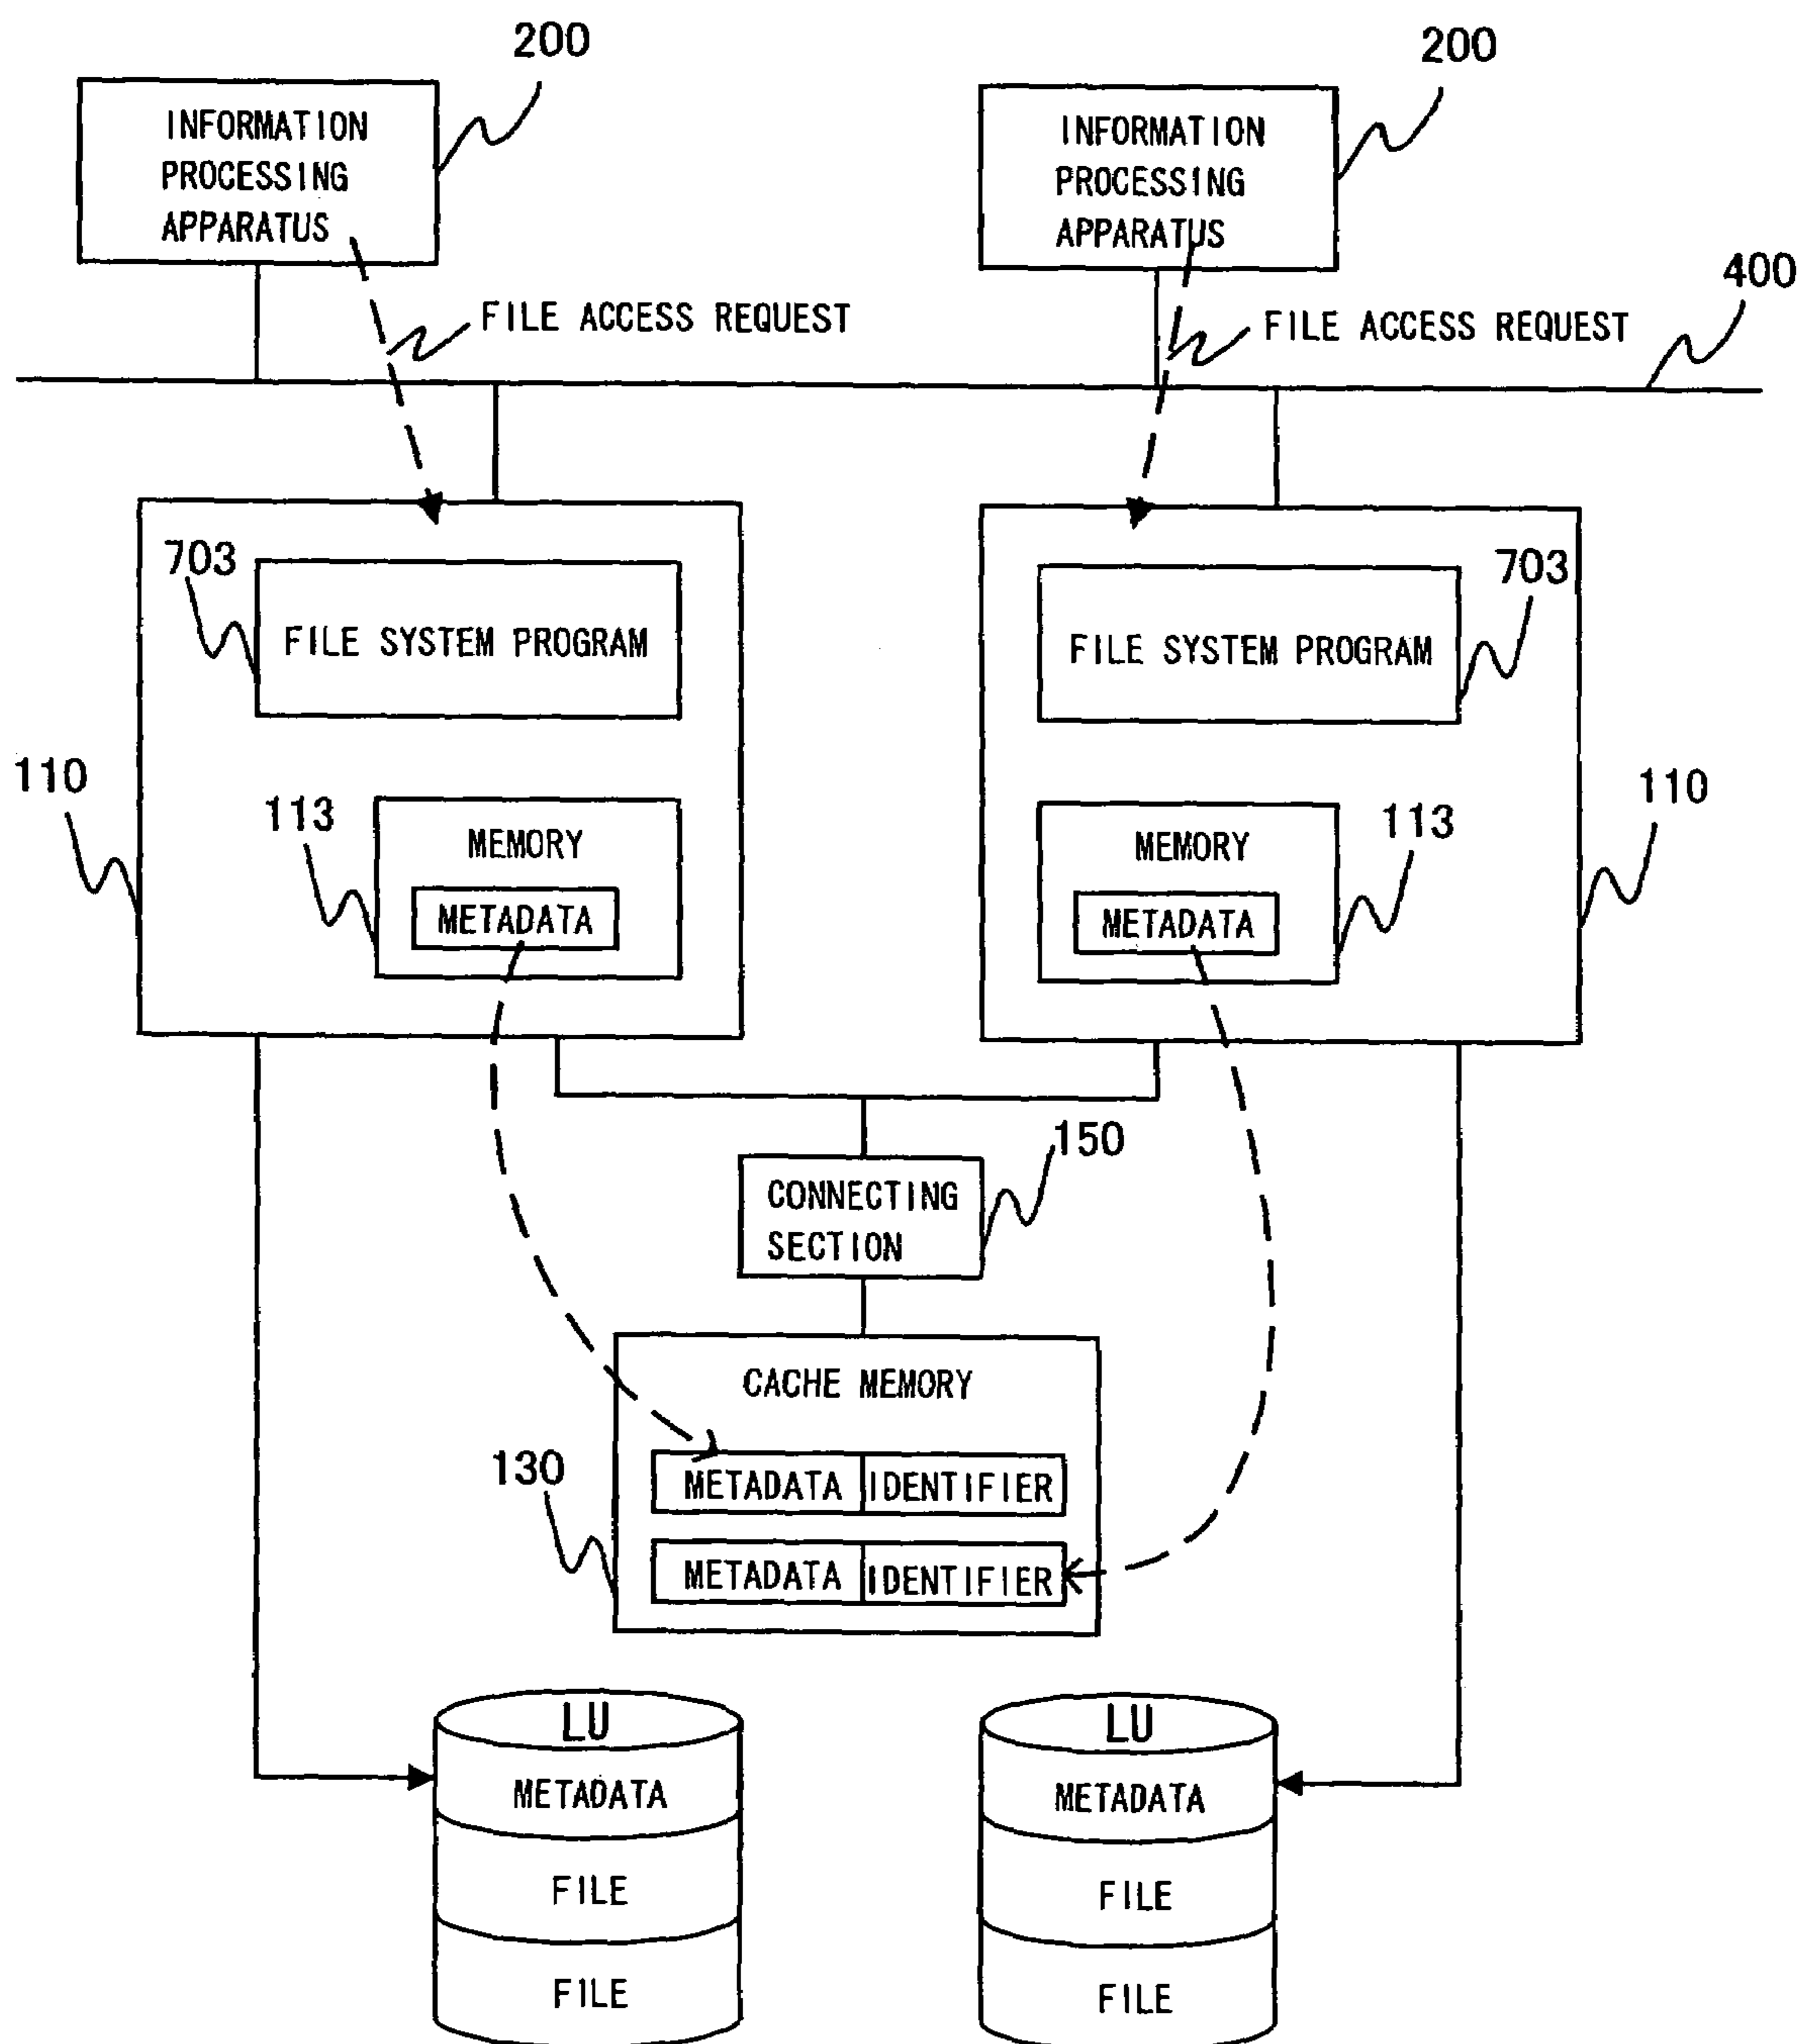 200
200
INFORMATION
PROCESSING
APPARATUS
INFORMATION
PROCESSING
APPARATUS
400
FILE ACCESS REQUEST
FILE ACCESS REQUEST
703
703
FILE SYSTEM PROGRAM
FILE SYSTEM PROGRAM
110
110
113
113
MEMORY
MEMORY
METADATA
METADATA
150
CONNECTING
SECTION
CACHE MEMORY
130
METADATA IDENTIFIER
METADATA IDENTIFIER
LU
LU
METADATA
METADATA
FILE
FILE
FILE
FILE